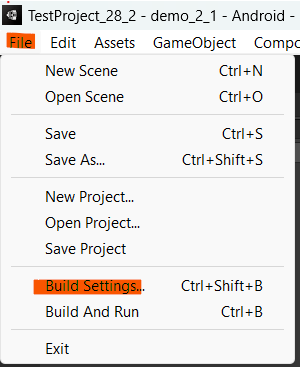 TestProject_28_2 - demo_2_1 - Android -
File Edit Assets GameObject Compo
New Scene Ctrl+N
Open Scene Ctrl+O
Save Ctrl+S
Save As... Ctrl+Shift+S
New Project...
Open Project...
Save Project
Build Settings... Ctrl+Shift+B
Build And Run Ctrl+B
Exit